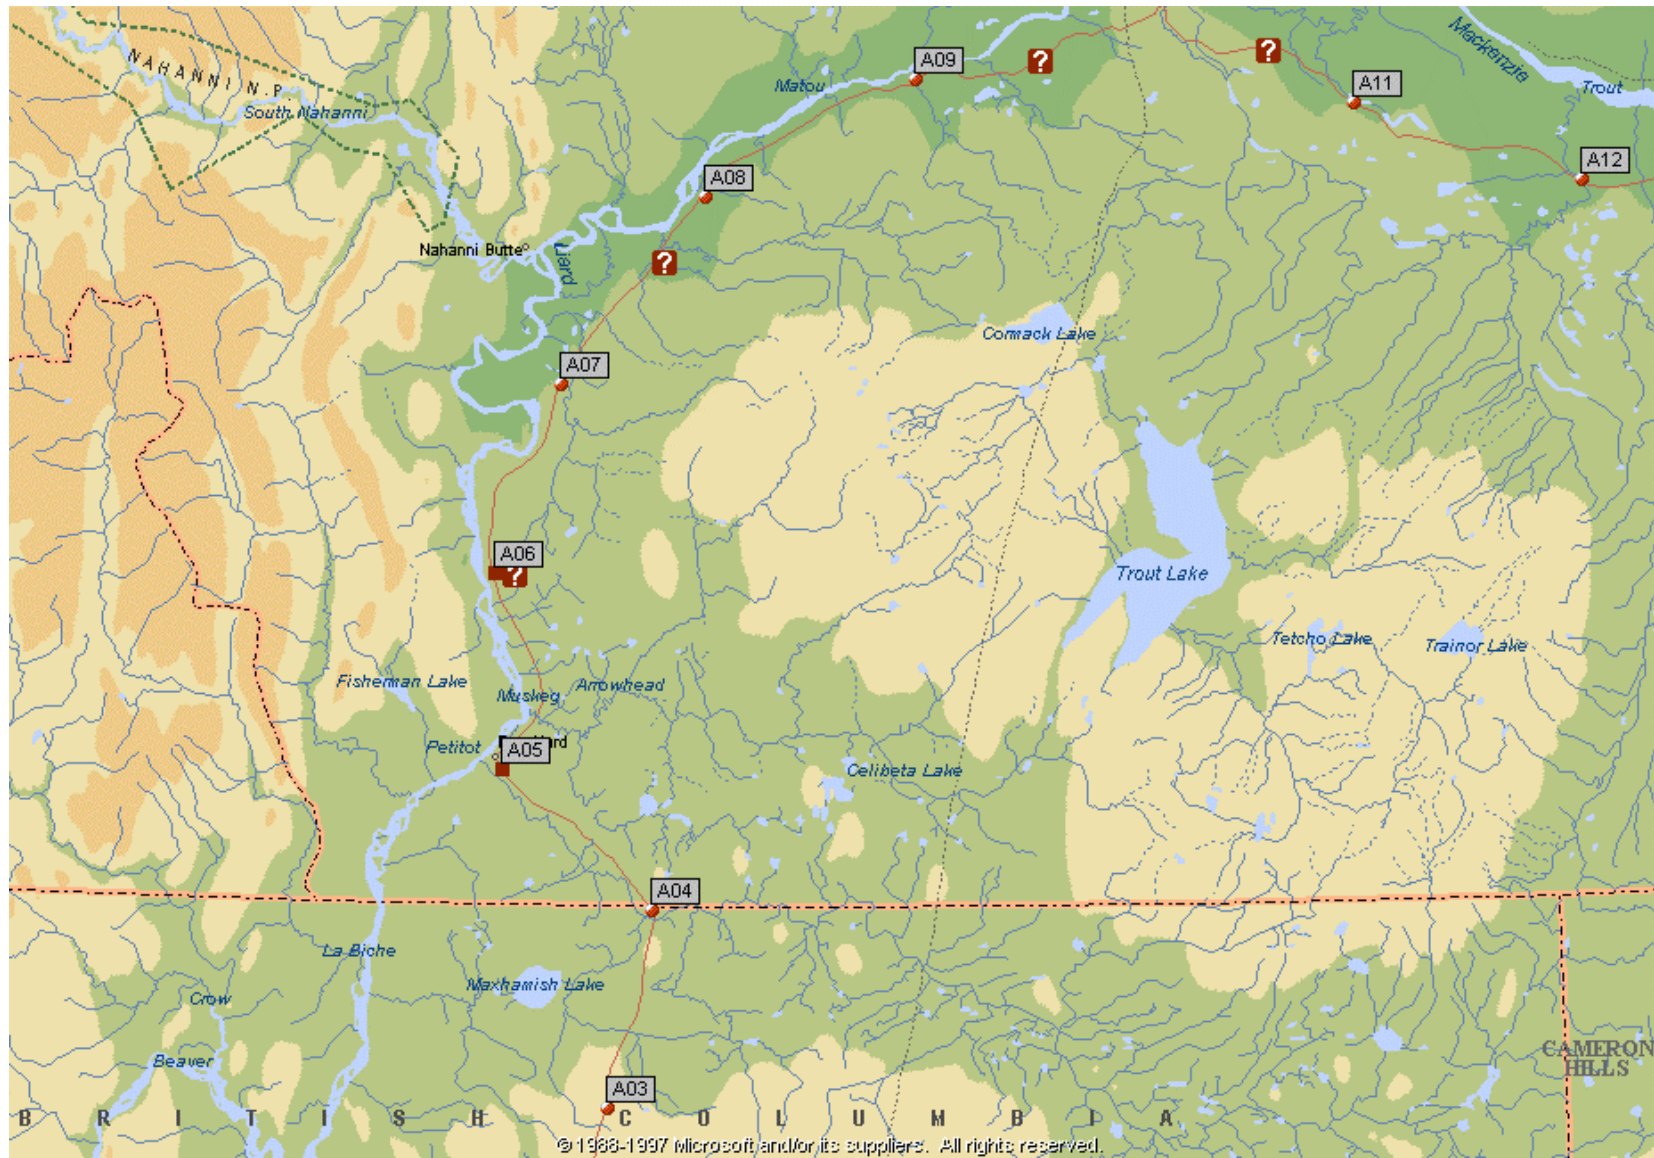 Mackenzie
A09
?
?
NAHANNI N.P.
Matou
A11
Trout
South Nahanni
A12
A08
Nahanni Butte
Liard
?
Cormack Lake
A07
A06
?
Trout Lake
Tetcho Lake
Trainor Lake
Fisherman Lake
Muskeg
Arrowhead
Petitot
A05
Celibeta Lake
A04
La Biche
Maxhamish Lake
Crow
Beaver
CAMERON
HILLS
A03
BRITISH COLUMBIA
© 1988-1997 Microsoft and/or its suppliers. All rights reserved.